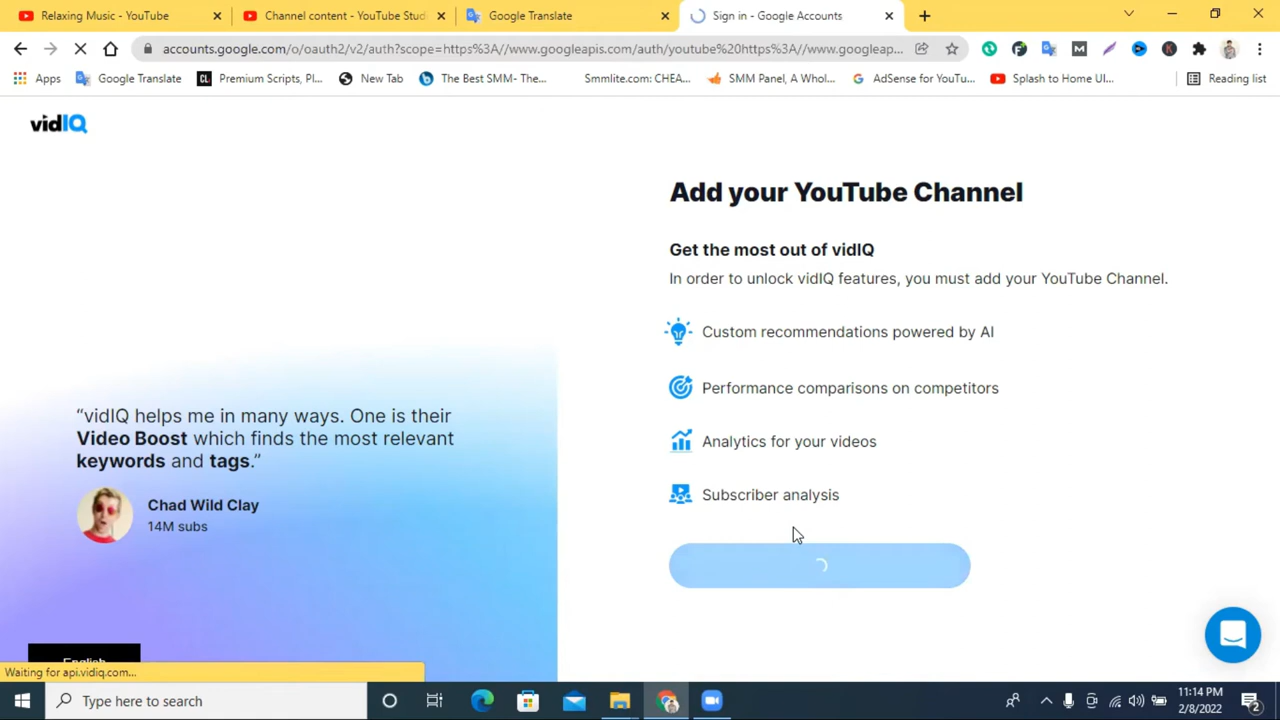 Relaxing Music - YouTube
Channel content - YouTube Stud
Google Translate
Sign in - Google Accounts
accounts.google.com/o/oauth2/v2/auth?scope=https%3A//www.googleapis.com/auth/youtube%20https%3A//www.googleap...
Apps
Google Translate
CL
Premium Scripts, Pl...
New Tab
The Best SMM- The...
Smmlite.com: CHEA...
SMM Panel, A Whol...
AdSense for YouTu...
Splash to Home UI...
Reading list
vidIQ
Add your YouTube Channel
Get the most out of vidIQ
In order to unlock vidIQ features, you must add your YouTube Channel.
Custom recommendations powered by AI
Performance comparisons on competitors
Analytics for your videos
Subscriber analysis
“vidIQ helps me in many ways. One is their
Video Boost which finds the most relevant
keywords and tags.”
Chad Wild Clay
14M subs
English
Waiting for api.vidiq.com...
Type here to search
11:14 PM
2/8/2022
2